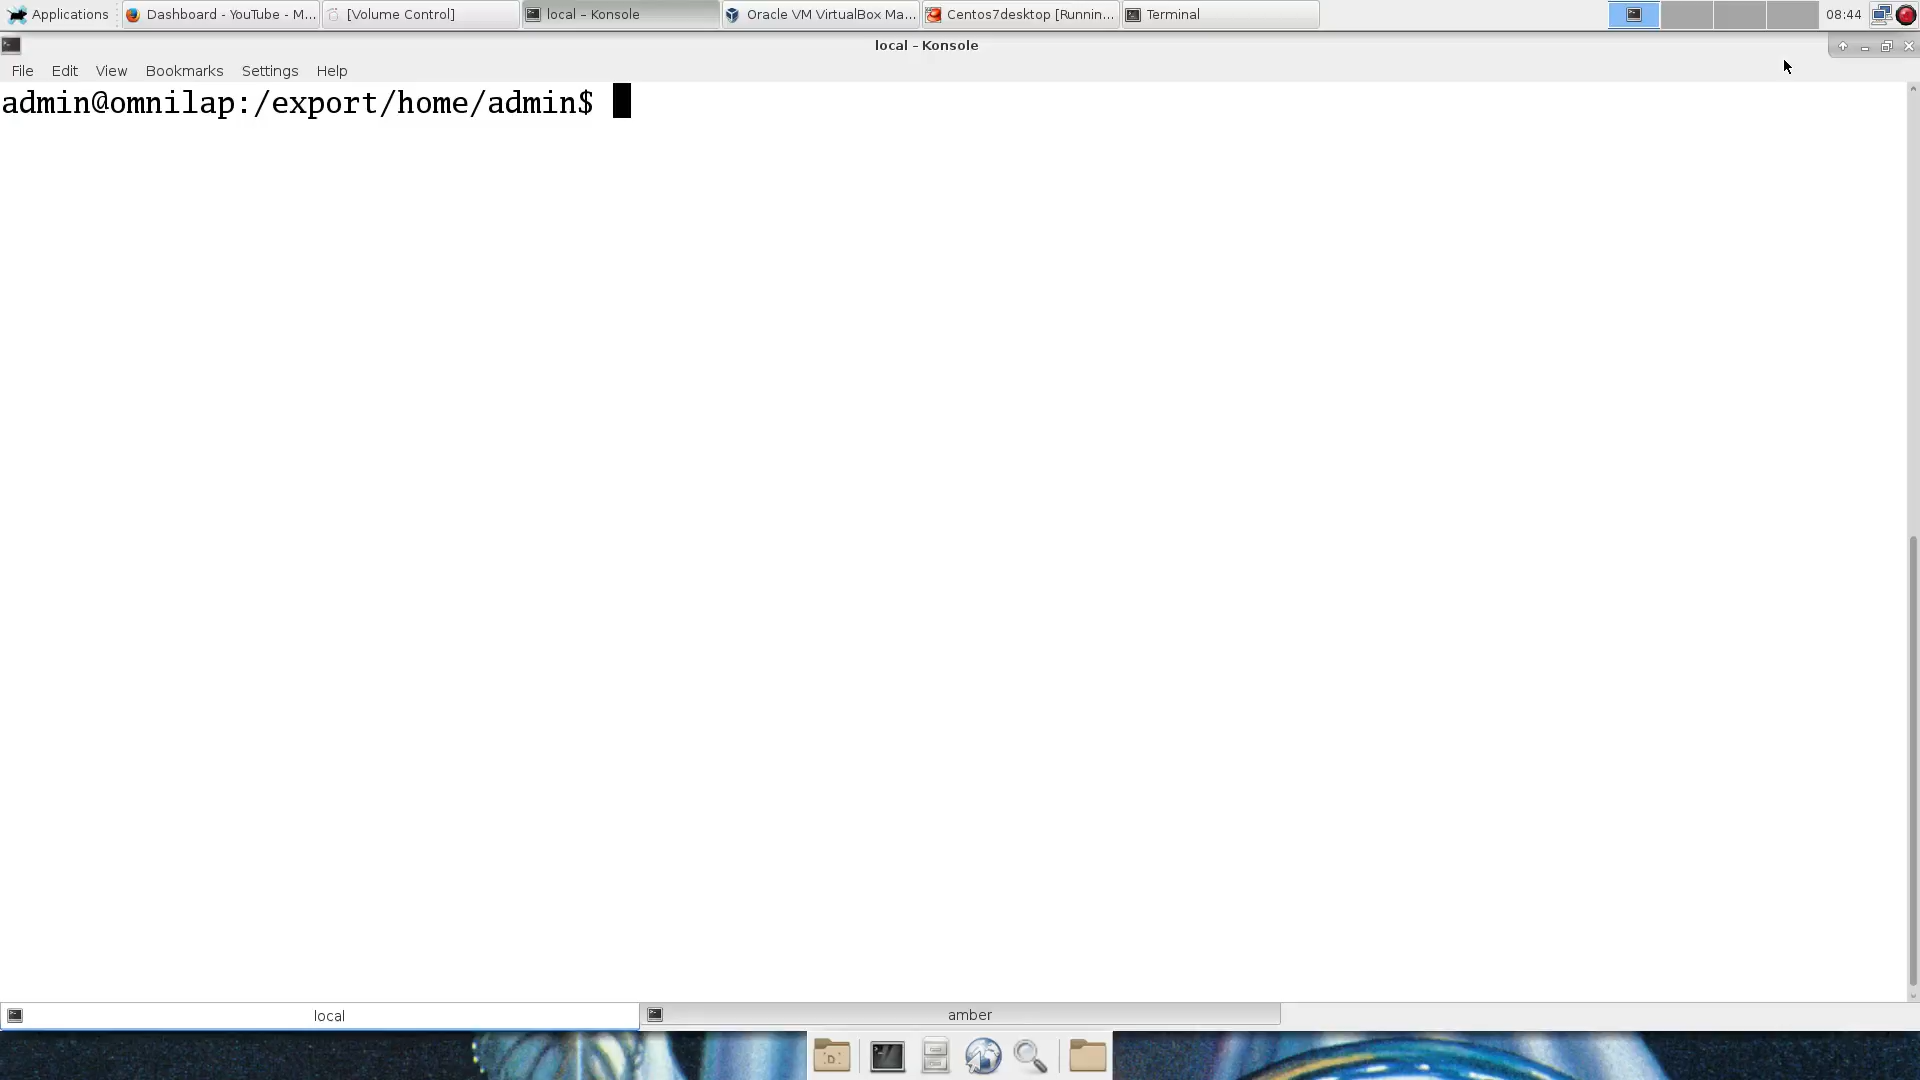 Applications
Dashboard - YouTube - M...
[Volume Control]
local – Konsole
Oracle VM VirtualBox Ma...
Centos7desktop [Runnin...
Terminal
08:44
local – Konsole
File Edit View Bookmarks Settings Help
admin@omnilap:/export/home/admin$
local
amber